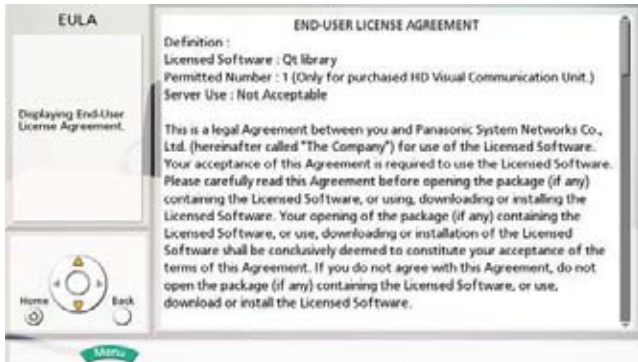 EULA
Displaying End-User
License Agreement.
Home
Back
Menu
END-USER LICENSE AGREEMENT
Definition :
Licensed Software : Qt library
Permitted Number : 1 (Only for purchased HD Visual Communication Unit.)
Server Use : Not Acceptable
This is a legal Agreement between you and Panasonic System Networks Co.,
Ltd. (hereinafter called "The Company") for use of the Licensed Software.
Your acceptance of this Agreement is required to use the Licensed Software.
Please carefully read this Agreement before opening the package (if any)
containing the Licensed Software, or using, downloading or installing the
Licensed Software. Your opening of the package (if any) containing the
Licensed Software, or use, downloading or installation of the Licensed
Software shall be conclusively deemed to constitute your acceptance of the
terms of this Agreement. If you do not agree with this Agreement, do not
open the package (if any) containing the Licensed Software, or use,
download or install the Licensed Software.